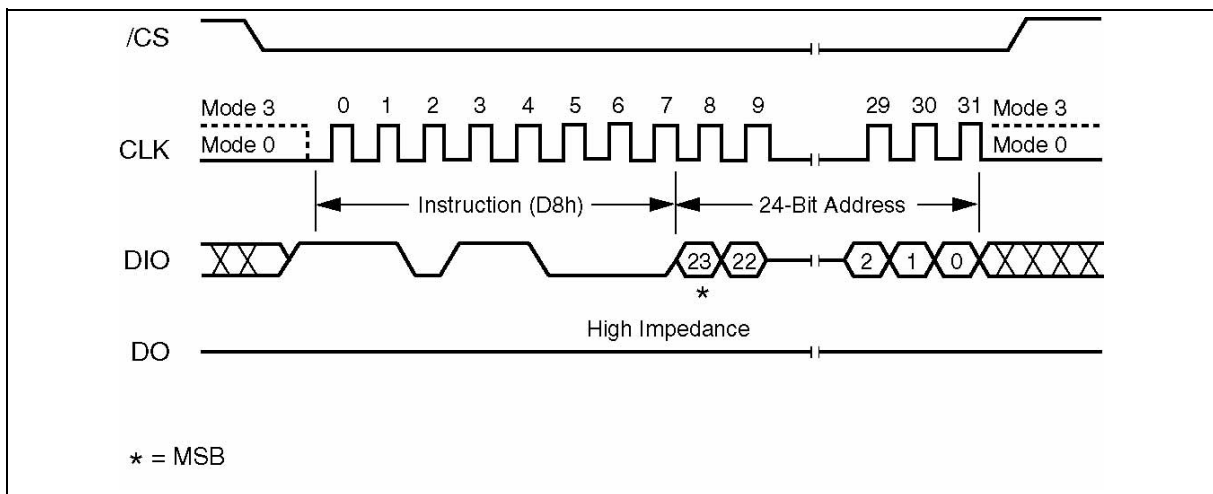 /CS
Mode 3 0 1 2 3 4 5 6 7 8 9 29 30 31 Mode 3
CLK Mode 0 Mode 0
Instruction (D8h) 24-Bit Address
DIO 23 22 2 1 0
*
High Impedance
DO
* = MSB